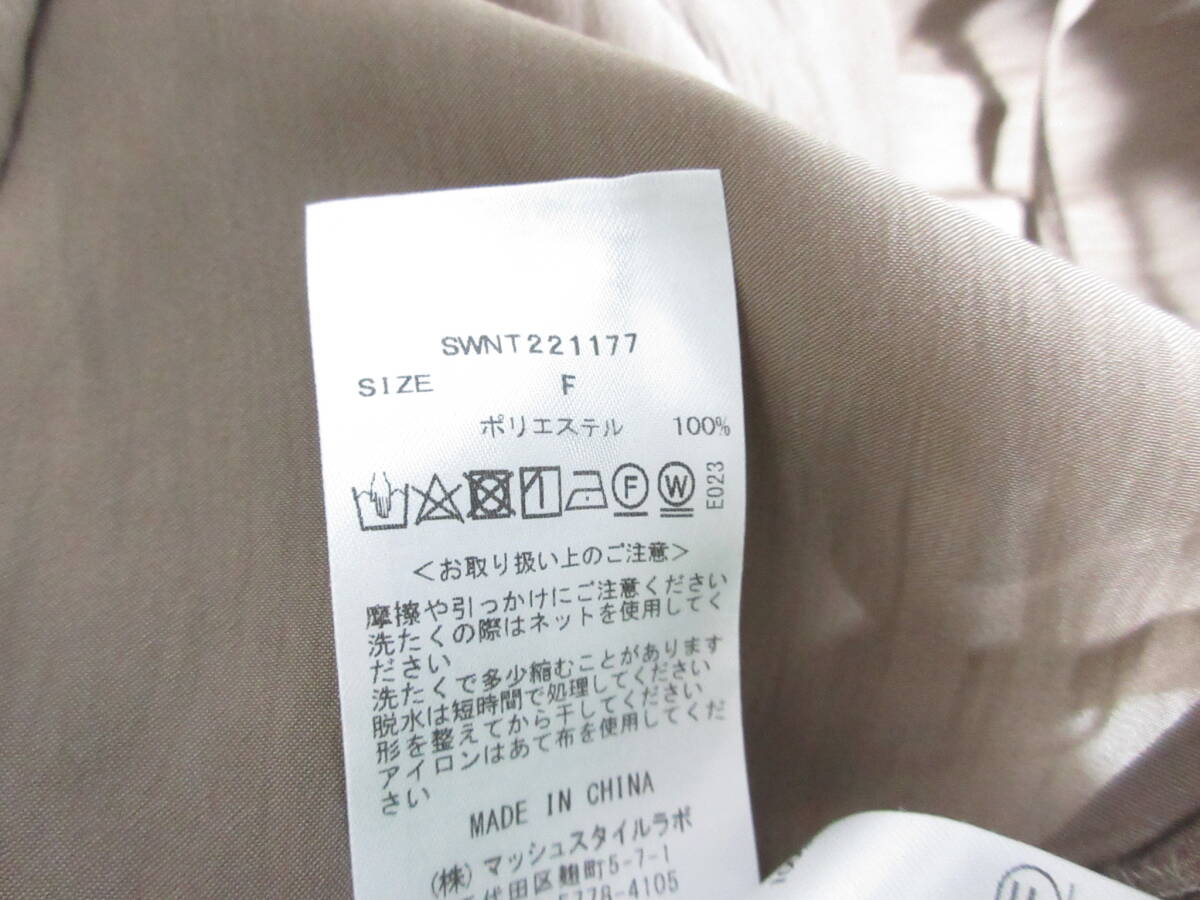 SWNT221177
SIZE F
ポリエステル 100%
F W E023
<お取り扱い上のご注意>
摩擦や引っかけにご注意ください
洗たくの際はネットを使用してく
ださい
洗たくで多少縮むことがあります
脱水は短時間で処理してください
形を整えてから干してください
アイロンはあて布を使用してくだ
さい
MADE IN CHINA
(株)マッシュスタイルラボ
代田区麹町5-7-1
5778-4105